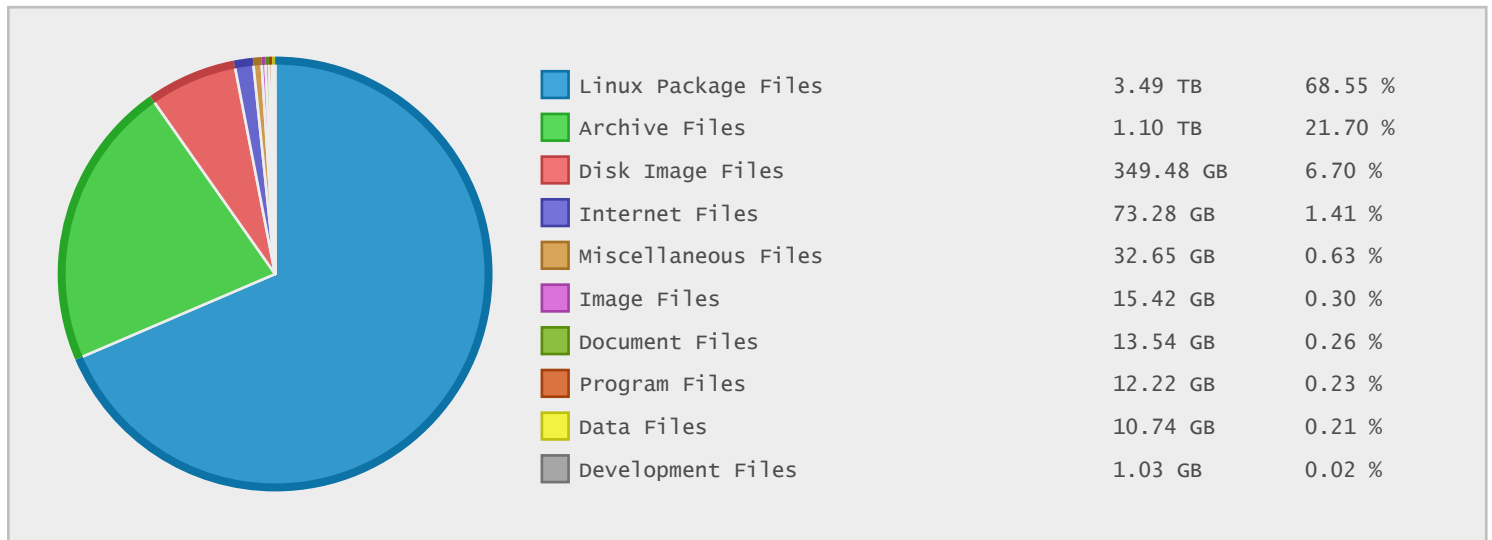 Linux Package Files 3.49 TB 68.55 %
Archive Files 1.10 TB 21.70 %
Disk Image Files 349.48 GB 6.70 %
Internet Files 73.28 GB 1.41 %
Miscellaneous Files 32.65 GB 0.63 %
Image Files 15.42 GB 0.30 %
Document Files 13.54 GB 0.26 %
Program Files 12.22 GB 0.23 %
Data Files 10.74 GB 0.21 %
Development Files 1.03 GB 0.02 %